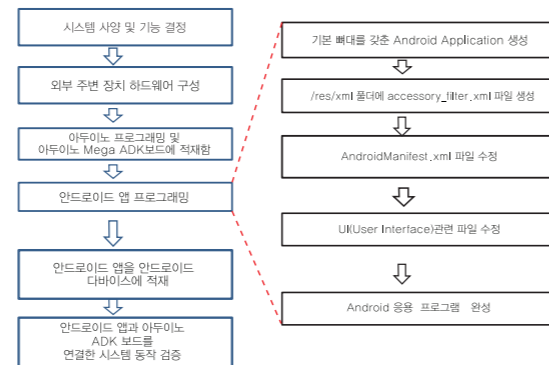 시스템 사양 및 기능 결정
외부 주변 장치 하드웨어 구성
아두이노 프로그래밍 및
아두이노 Mega ADK보드에 적재함
안드로이드 앱 프로그래밍
안드로이드 앱을 안드로이드
다바이스에 적재
안드로이드 앱과 아두이노
ADK 보드를
연결한 시스템 동작 검증
기본 뼈대를 갖춘 Android Application 생성
/res/xml 폴더에 accessory_filter.xml 파일 생성
AndroidManifest.xml 파일 수정
UI(User Interface)관련 파일 수정
Android 응용 프로그램 완성